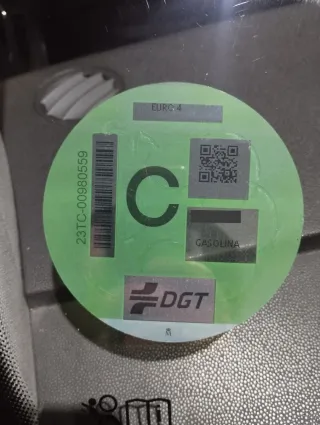 EURO 4
23TC-00980559
C
GASOLINA
DGT